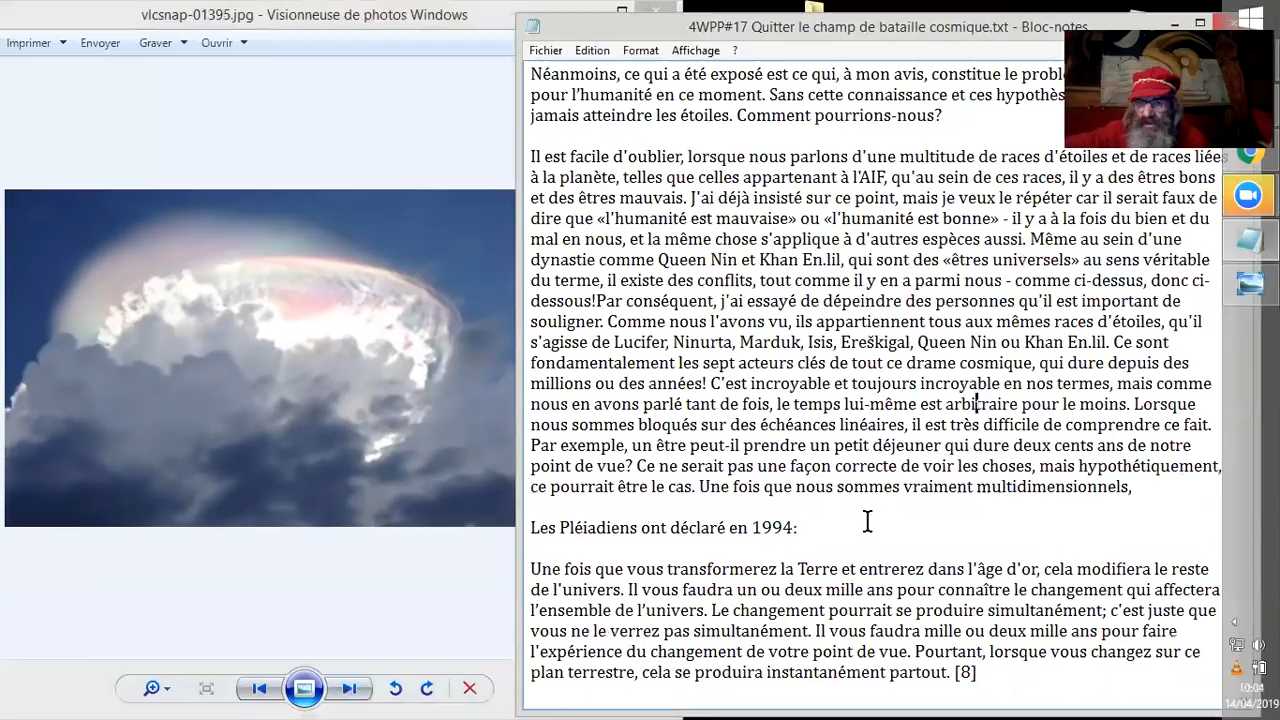 vlcsnap-01395.jpg - Visionneuse de photos Windows
Imprimer Envoyer Graver Ouvrir
4WPP#17 Quitter le champ de bataille cosmique.txt - Bloc-notes
Fichier Edition Format Affichage ?
Néanmoins, ce qui a été exposé est ce qui, à mon avis, constitue le
pour l'humanité en ce moment. Sans cette connaissance et ces
jamais atteindre les étoiles. Comment pourrions-nous?
Il est facile d'oublier, lorsque nous parlons d'une multitude de races d'étoiles et de races liées
à la planète, telles que celles appartenant à l'AIF, qu'au sein de ces races, il y a des êtres bons
et des êtres mauvais. J'ai déjà insisté sur ce point, mais je veux le répéter car il serait faux de
dire que «l'humanité est mauvaise» ou «l'humanité est bonne» - il y a à la fois du bien et du
mal en nous, et la même chose s'applique à d'autres espèces aussi. Même au sein d'une
dynastie comme Queen Nin et Khan En.lil, qui sont des «êtres universels» au sens véritable
du terme, il existe des conflits, tout comme il y en a parmi nous - comme ci-dessus, donc ci-
dessous!Par conséquent, j'ai essayé de dépeindre des personnes qu'il est important de
souligner. Comme nous l'avons vu, ils appartiennent tous aux mêmes races d'étoiles, qu'il
s'agisse de Lucifer, Ninurta, Marduk, Isis, Ereškigal, Queen Nin ou Khan En.lil. Ce sont
fondamentalement les sept acteurs clés de tout ce drame cosmique, qui dure depuis des
millions ou des années! C'est incroyable et toujours incroyable en nos termes, mais comme
nous en avons parlé tant de fois, le temps lui-même est arbitraire pour le moins. Lorsque
nous sommes bloqués sur des échéances linéaires, il est très difficile de comprendre ce fait.
Par exemple, un être peut-il prendre un petit déjeuner qui dure deux cents ans de notre
point de vue? Ce ne serait pas une façon correcte de voir les choses, mais hypothétiquement,
ce pourrait être le cas. Une fois que nous sommes vraiment multidimensionnels,
Les Pléiadiens ont déclaré en 1994:
Une fois que vous transformerez la Terre et entrerez dans l'âge d'or, cela modifiera le reste
de l'univers. Il vous faudra un ou deux mille ans pour connaître le changement qui affectera
l'ensemble de l'univers. Le changement pourrait se produire simultanément; c'est juste que
vous ne le verrez pas simultanément. Il vous faudra mille ou deux mille ans pour faire
l'expérience du changement de votre point de vue. Pourtant, lorsque vous changez sur ce
plan terrestre, cela se produira instantanément partout. [8]
0:04
14/04/2019